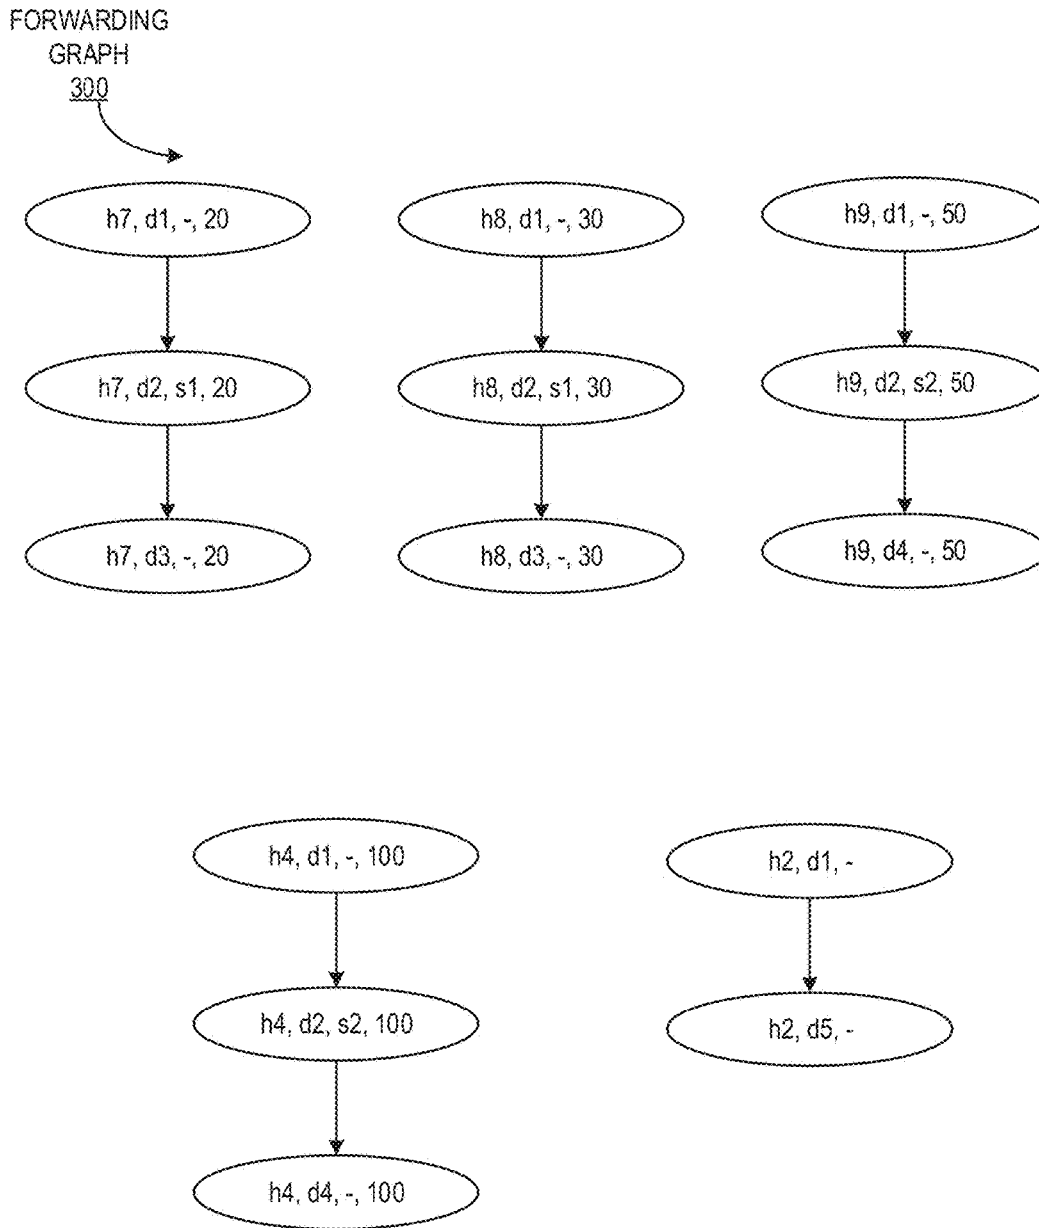 FORWARDING
GRAPH
300
h7, d1, -, 20
h8, d1, -, 30
h9, d1, -, 50
h7, d2, s1, 20
h8, d2, s1, 30
h9, d2, s2, 50
h7, d3, -, 20
h8, d3, -, 30
h9, d4, -, 50
h4, d1, -, 100
h2, d1, -
h4, d2, s2, 100
h2, d5, -
h4, d4, -, 100